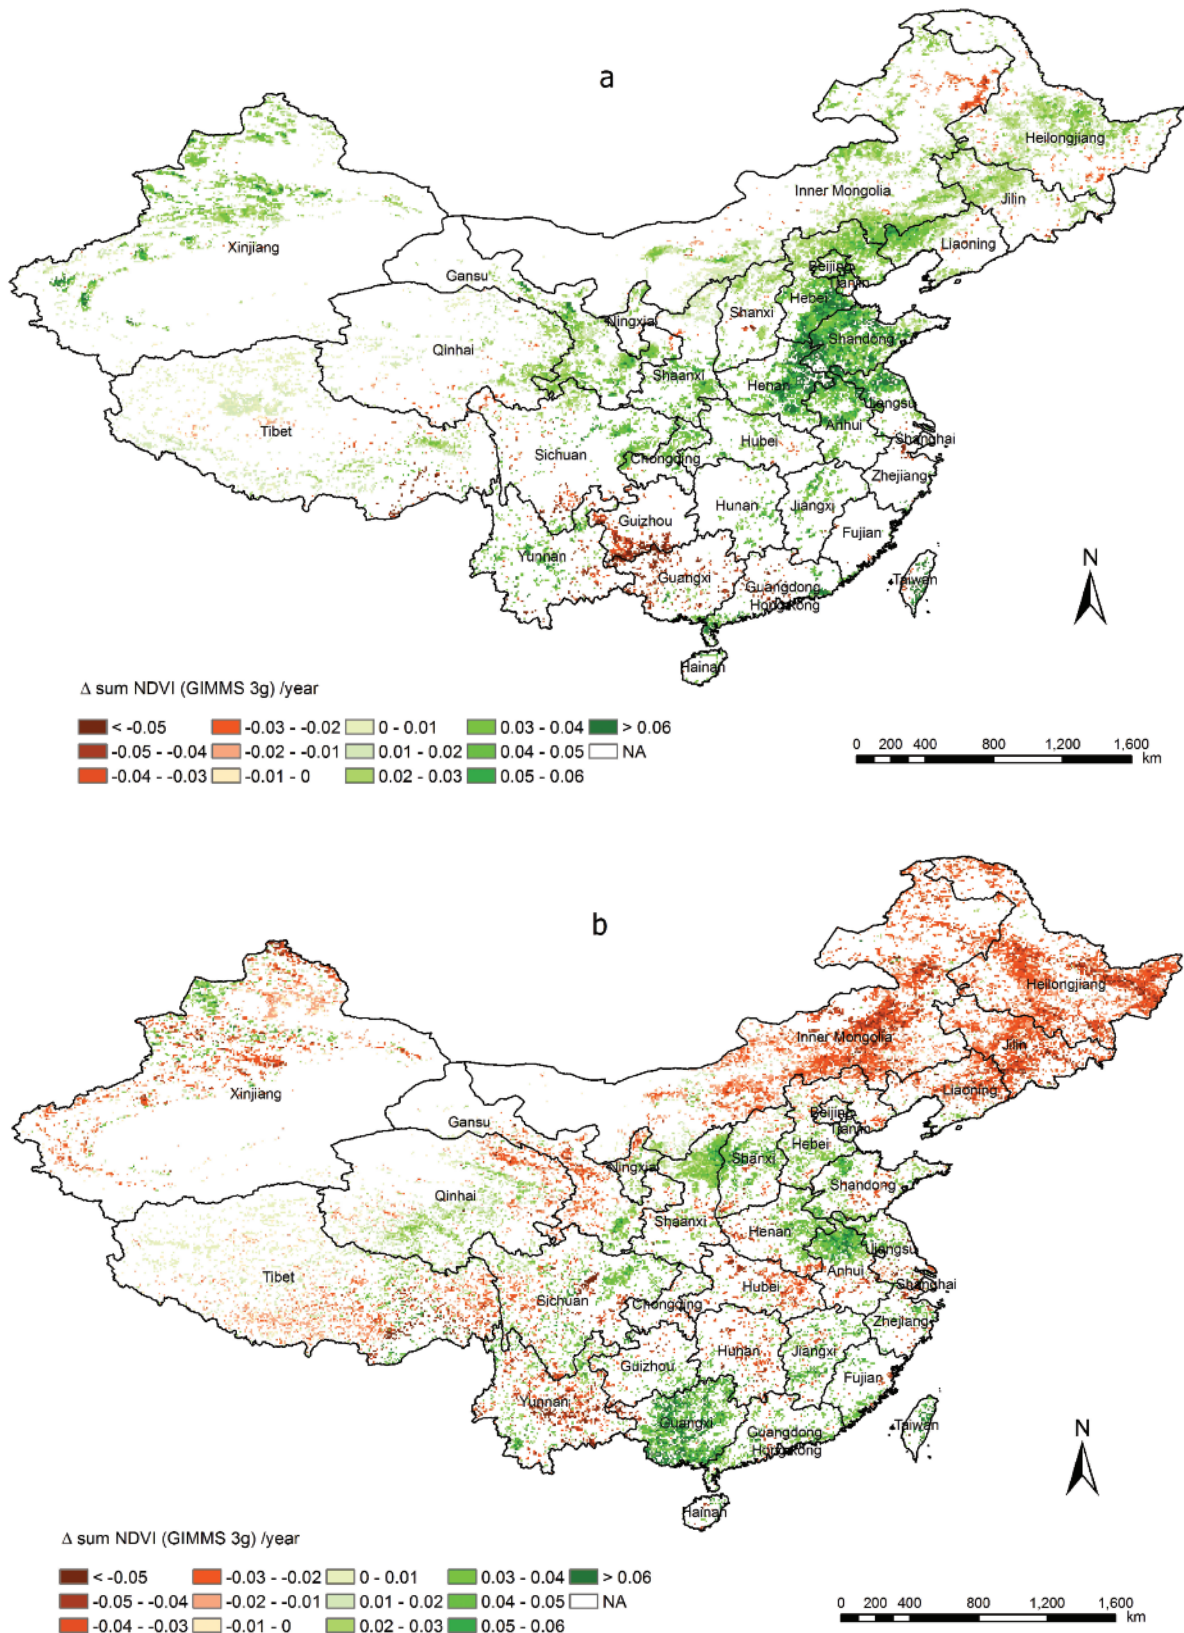 a
Heilongjiang
Inner Mongolia
Jilin
Xinjiang
Liaoning
Gansu
Beijing
Tianjin
Hebei
Ningxia
Shanxi
Qinhai
Shandong
Shaanxi
Henan
Jiangsu
Tibet
Anhui
Hubei
Shanghai
Sichuan
Chongqing
Zhejiang
Hunan
Jiangxi
Guizhou
Fujian
Yunnan
N
Guangxi
Guangdong
Taiwan
Hong Kong
Hainan
Δ sum NDVI (GIMMS 3g) /year
< -0.05 -0.03 - -0.02 0 - 0.01 0.03 - 0.04 > 0.06
-0.05 - -0.04 -0.02 - -0.01 0.01 - 0.02 0.04 - 0.05 NA
-0.04 - -0.03 -0.01 - 0 0.02 - 0.03 0.05 - 0.06
0 200 400 800 1,200 1,600
km
b
Heilongjiang
Inner Mongolia
Jilin
Xinjiang
Liaoning
Gansu
Beijing
Tianjin
Hebei
Ningxia
Shanxi
Qinhai
Shandong
Shaanxi
Henan
Jiangsu
Tibet
Anhui
Hubei
Shanghai
Sichuan
Chongqing
Zhejiang
Hunan
Jiangxi
Guizhou
Fujian
Yunnan
N
Guangxi
Guangdong
Taiwan
Hong Kong
Hainan
Δ sum NDVI (GIMMS 3g) /year
< -0.05 -0.03 - -0.02 0 - 0.01 0.03 - 0.04 > 0.06
-0.05 - -0.04 -0.02 - -0.01 0.01 - 0.02 0.04 - 0.05 NA
-0.04 - -0.03 -0.01 - 0 0.02 - 0.03 0.05 - 0.06
0 200 400 800 1,200 1,600
km